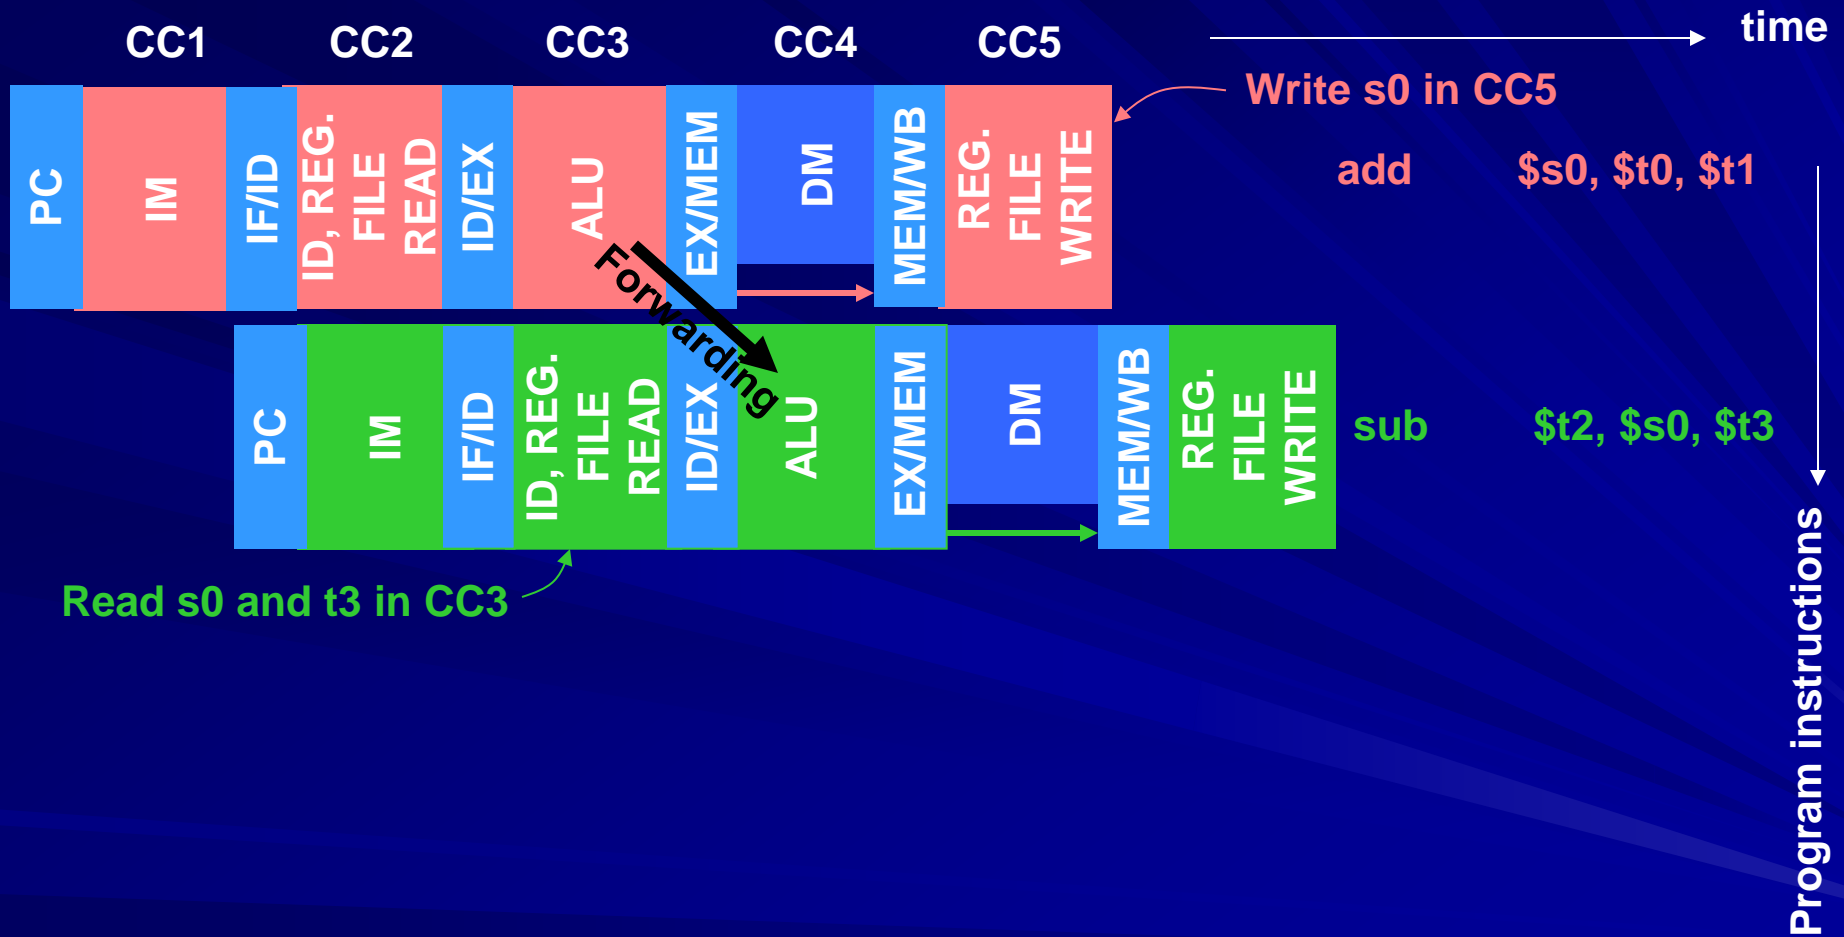 CC1 CC2 CC3 CC4 CC5 time
Write s0 in CC5
PC
IM
IF/ID
ID, REG.
FILE
READ
ID/EX
ALU
EX/MEM
DM
MEM/WB
REG.
FILE
WRITE
add $s0, $t0, $t1
Forwarding
PC
IM
IF/ID
ID, REG.
FILE
READ
ID/EX
ALU
EX/MEM
DM
MEM/WB
REG.
FILE
WRITE
sub $t2, $s0, $t3
Read s0 and t3 in CC3
Program instructions